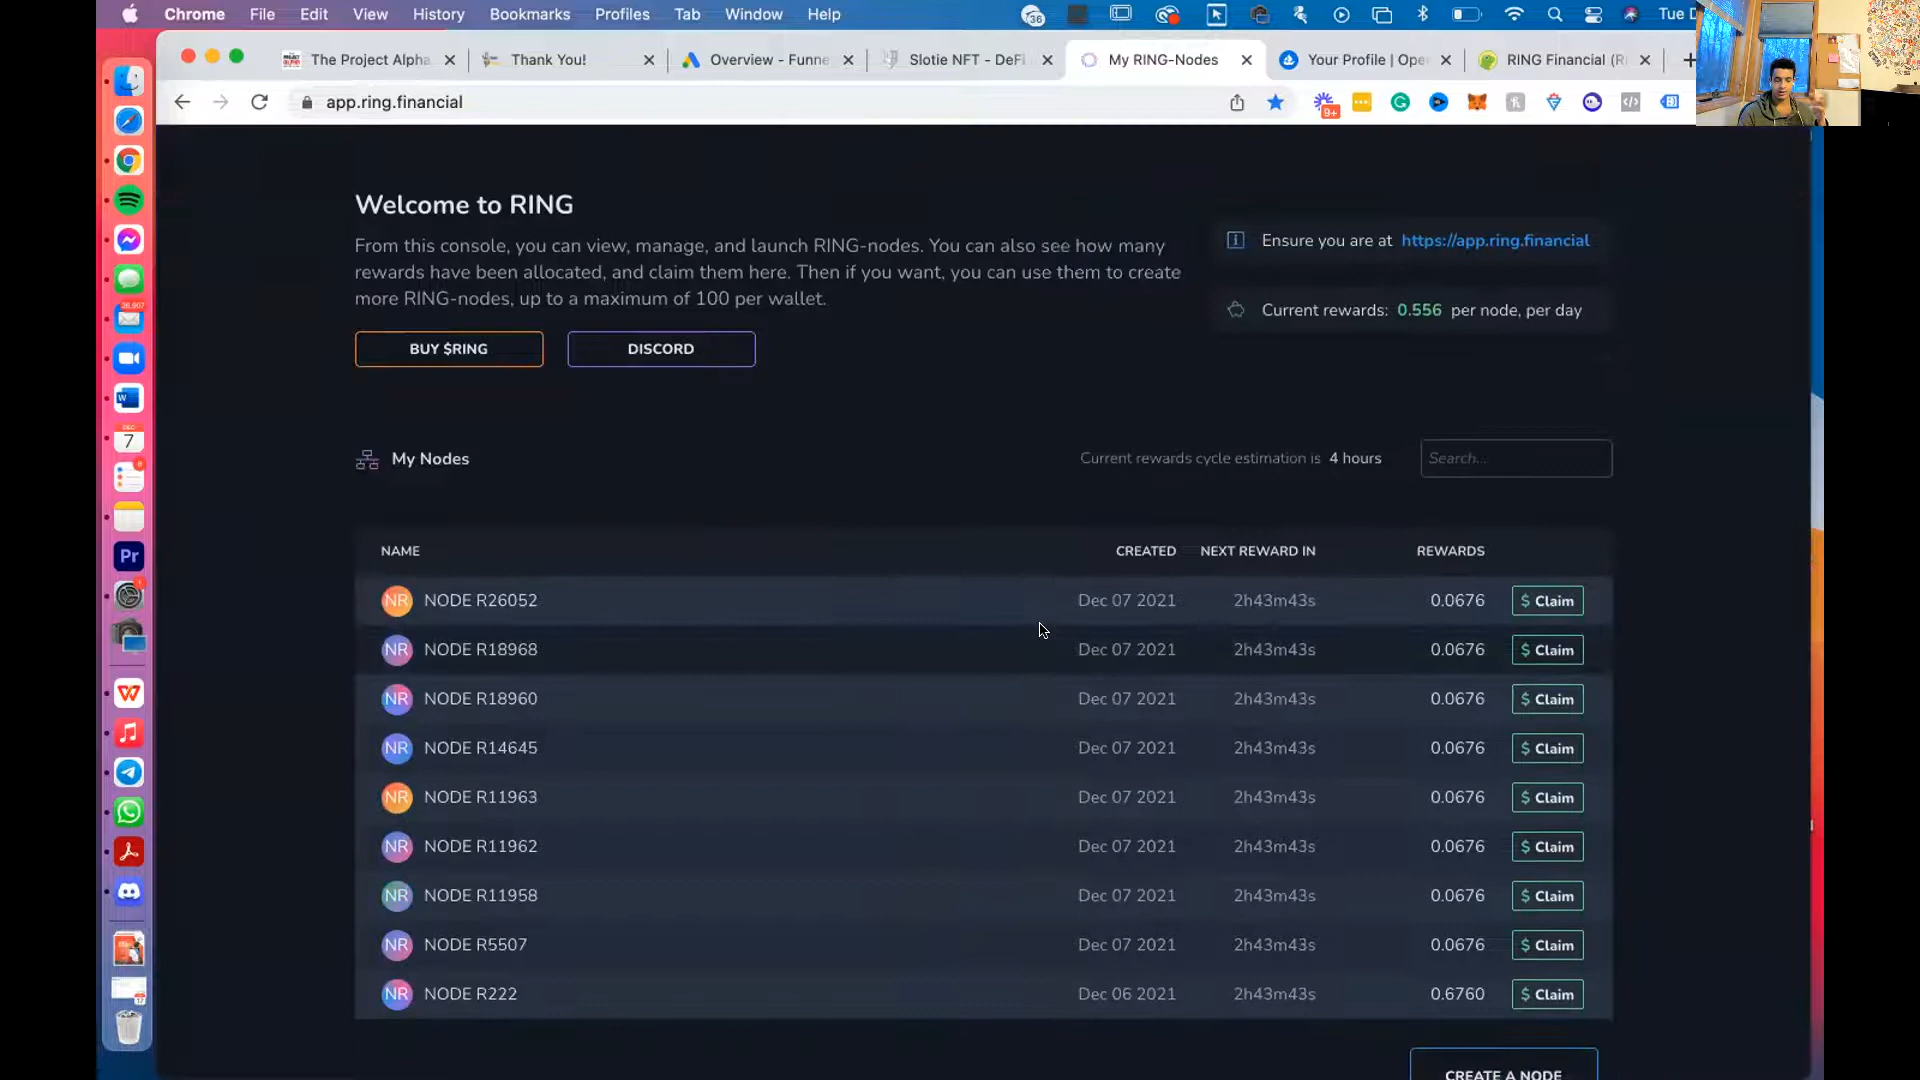 Chrome File Edit View History Bookmarks Profiles Tab Window Help
36
Tue D
The Project Alpha
Thank You!
Overview - Funne
Slotie NFT - DeFi
My RING-Nodes
Your Profile | Ope
RING Financial (R
app.ring.financial
9+
Welcome to RING
From this console, you can view, manage, and launch RING-nodes. You can also see how many
rewards have been allocated, and claim them here. Then if you want, you can use them to create
more RING-nodes, up to a maximum of 100 per wallet.
Ensure you are at https://app.ring.financial
Current rewards: 0.556 per node, per day
BUY $RING
DISCORD
My Nodes
Current rewards cycle estimation is 4 hours
Search...
NAME CREATED NEXT REWARD IN REWARDS
NR NODE R26052 Dec 07 2021 2h43m43s 0.0676 $ Claim
NR NODE R18968 Dec 07 2021 2h43m43s 0.0676 $ Claim
NR NODE R18960 Dec 07 2021 2h43m43s 0.0676 $ Claim
NR NODE R14645 Dec 07 2021 2h43m43s 0.0676 $ Claim
NR NODE R11963 Dec 07 2021 2h43m43s 0.0676 $ Claim
NR NODE R11962 Dec 07 2021 2h43m43s 0.0676 $ Claim
NR NODE R11958 Dec 07 2021 2h43m43s 0.0676 $ Claim
NR NODE R5507 Dec 07 2021 2h43m43s 0.0676 $ Claim
NR NODE R222 Dec 06 2021 2h43m43s 0.6760 $ Claim
CREATE A NODE
DEC
7
Pr